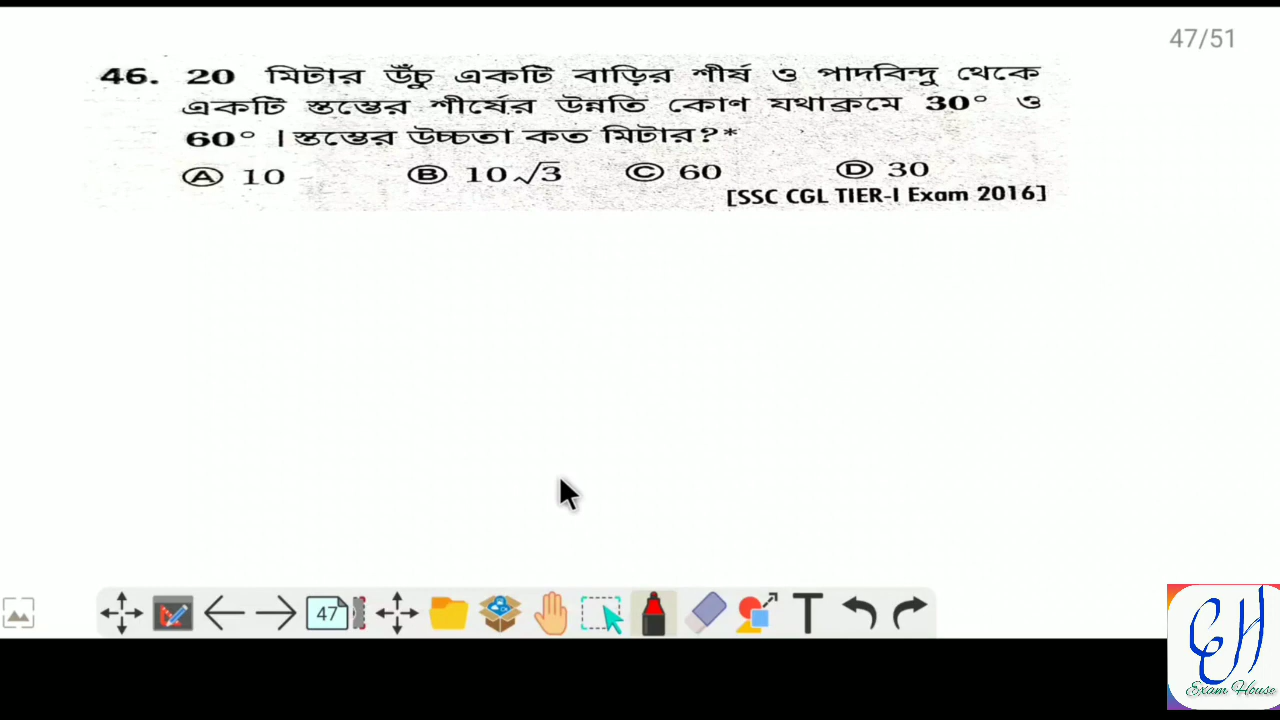 47/51
46. 20 মিটার উঁচু একটি বাড়ির শীর্ষ ও পাদবিন্দু থেকে
একটি স্তম্ভের শীর্ষের উন্নতি কোণ যথাক্রমে 30° ও
60° । স্তম্ভের উচ্চতা কত মিটার?*
Ⓐ 10 Ⓑ 10√3 Ⓒ 60 Ⓓ 30
[SSC CGL TIER-I Exam 2016]
47
T
EH
Exam House